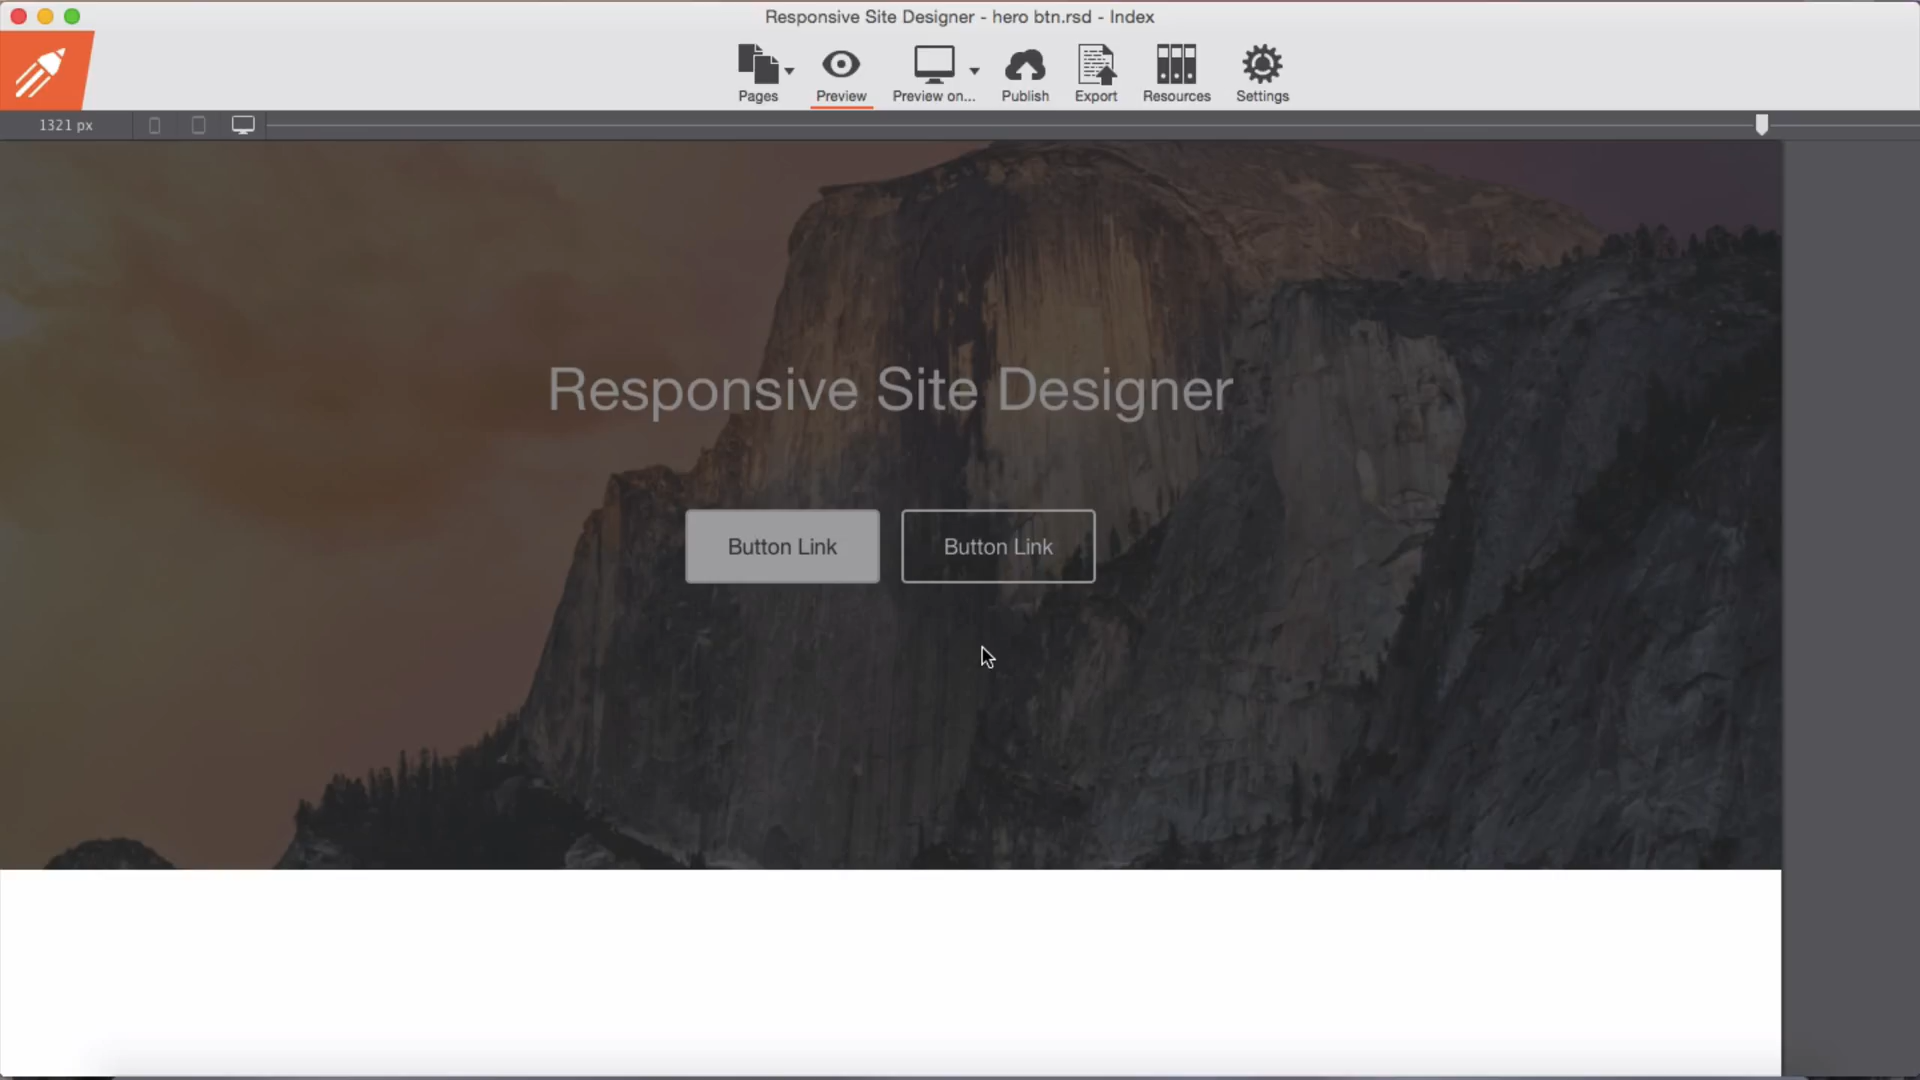 Responsive Site Designer - hero btn.rsd - Index
Pages
Preview
Preview on...
Publish
Export
Resources
Settings
1321 px
Responsive Site Designer
Button Link
Button Link